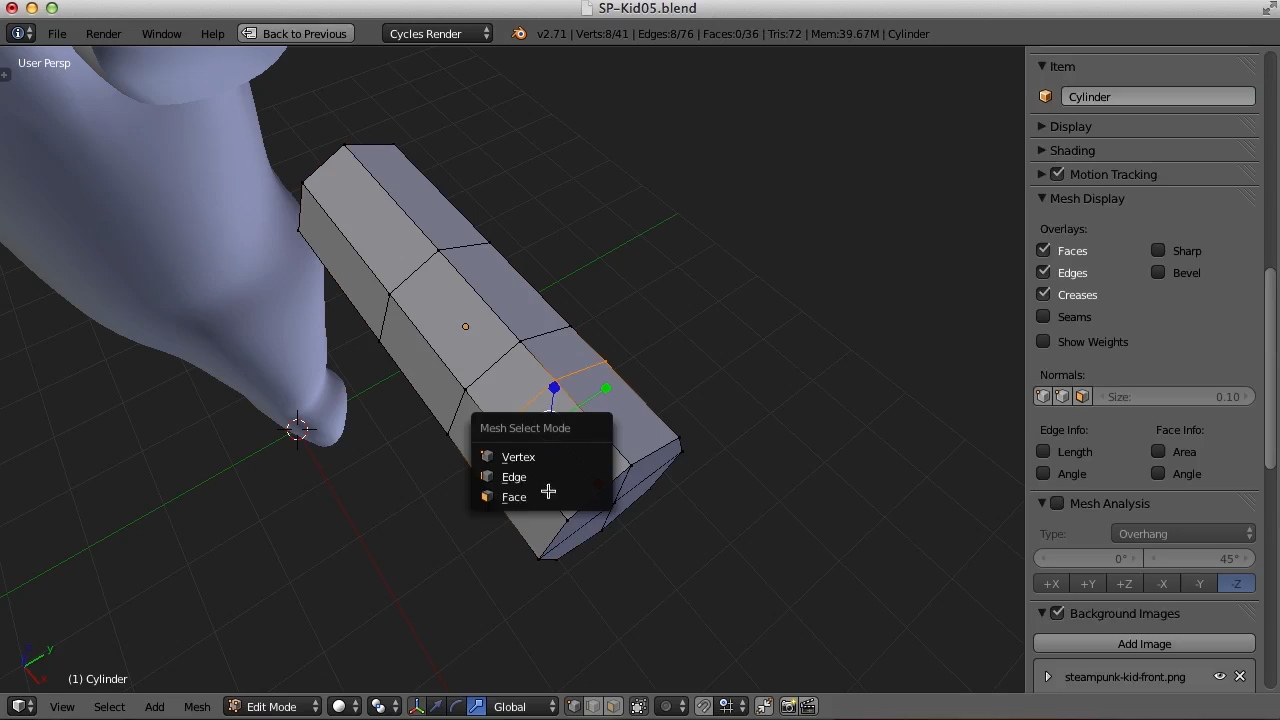 SP-Kid05.blend
File Render Window Help Back to Previous Cycles Render v2.71 | Verts:8/41 | Edges:8/76 | Faces:0/36 | Tris:72 | Mem:39.67M | Cylinder
User Persp
Item
Cylinder
Display
Shading
Motion Tracking
Mesh Display
Overlays:
Faces Sharp
Edges Bevel
Creases
Seams
Show Weights
Normals:
Size: 0.10
Edge Info: Face Info:
Length Area
Angle Angle
Mesh Analysis
Type: Overhang
0° 45°
+X +Y +Z -X -Y -Z
Background Images
Add Image
steampunk-kid-front.png
Mesh Select Mode
Vertex
Edge
Face
z
y
x
(1) Cylinder
View Select Add Mesh Edit Mode Global